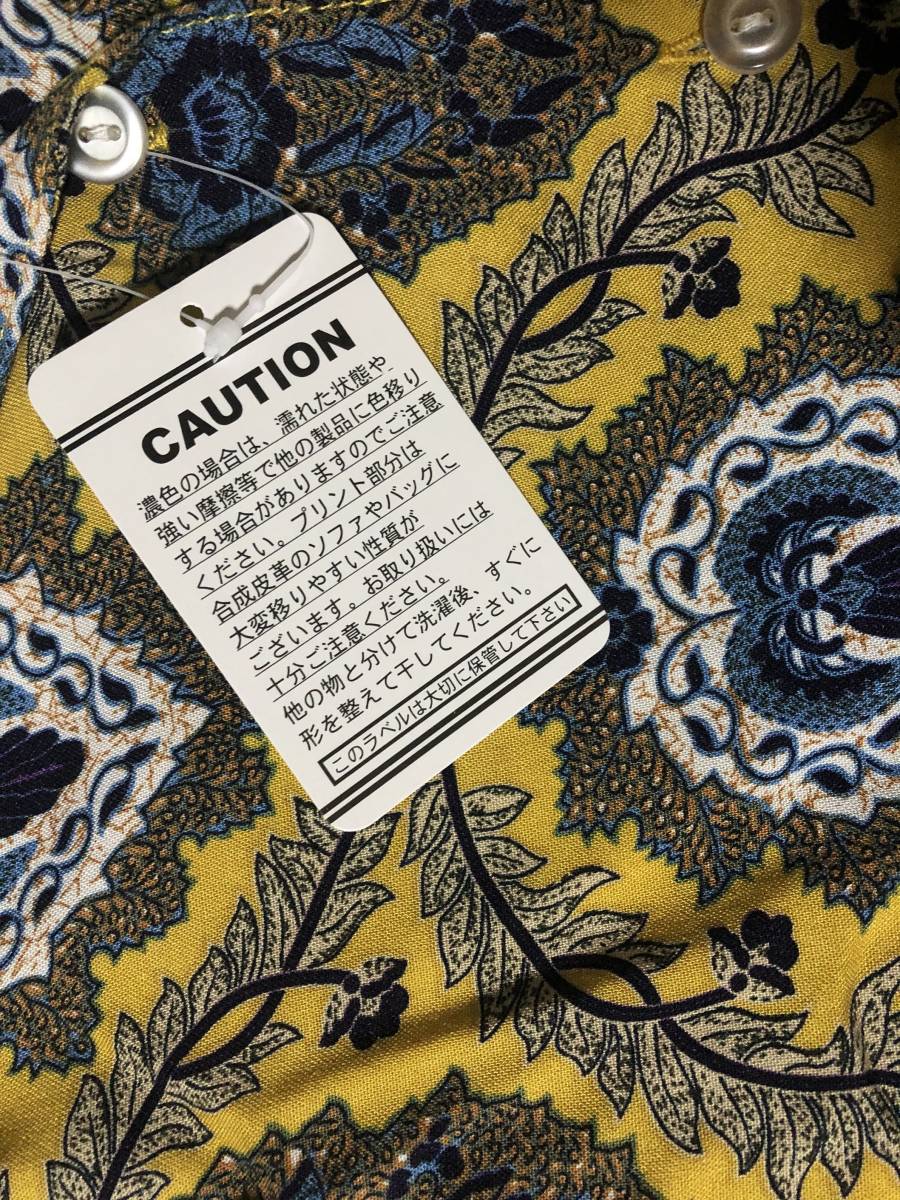 CAUTION
濃色の場合は、濡れた状態や
強い摩擦等で他の製品に色移り
する場合がありますのでご注意
ください。プリント部分は
合成皮革のソファやバッグに
大変移りやすい性質が
ございます。お取り扱いには
十分ご注意ください。
他の物と分けて洗濯後、すぐに
形を整えて干してください。
このラベルは大切に保管して下さい